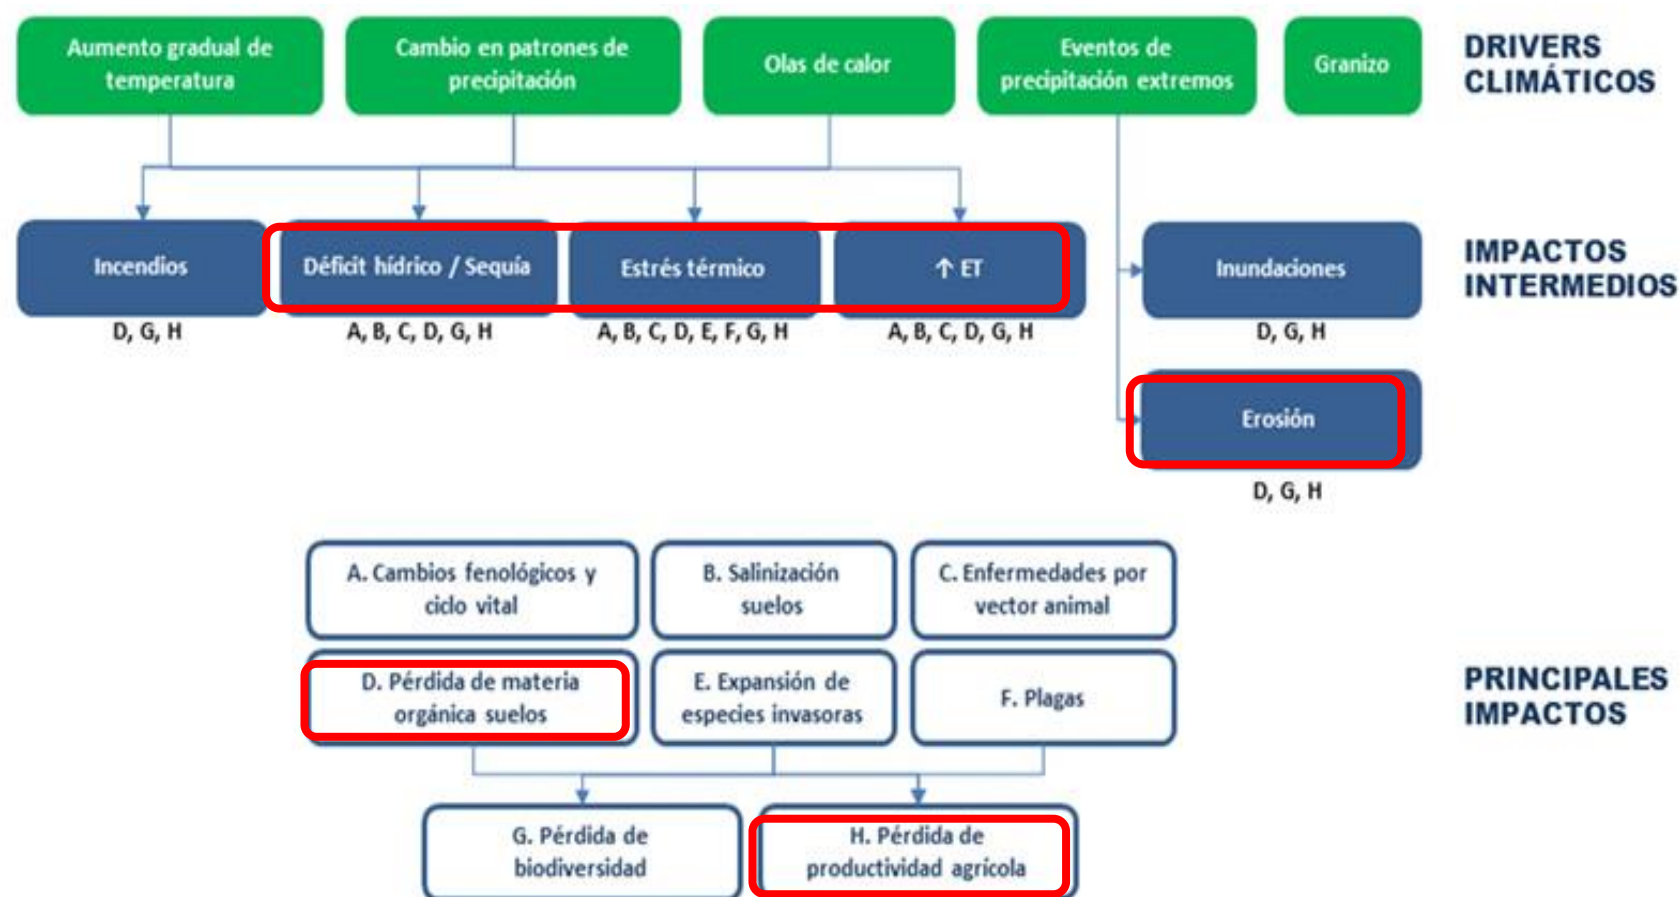 Aumento gradual de
temperatura
Cambio en patrones de
precipitación
Olas de calor
Eventos de
precipitación extremos
Granizo
DRIVERS
CLIMÁTICOS
Incendios
Déficit hídrico / Sequía
Estrés térmico
↑ ET
Inundaciones
IMPACTOS
INTERMEDIOS
D, G, H
A, B, C, D, G, H
A, B, C, D, E, F, G, H
A, B, C, D, G, H
D, G, H
Erosión
D, G, H
A. Cambios fenológicos y
ciclo vital
B. Salinización
suelos
C. Enfermedades por
vector animal
D. Pérdida de materia
orgánica suelos
E. Expansión de
especies invasoras
F. Plagas
PRINCIPALES
IMPACTOS
G. Pérdida de
biodiversidad
H. Pérdida de
productividad agrícola